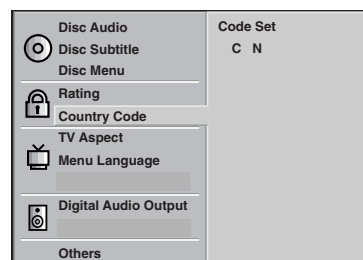 Disc Audio
Disc Subtitle
Disc Menu
Rating
Country Code
TV Aspect
Menu Language
Digital Audio Output
Others
Code Set
C N